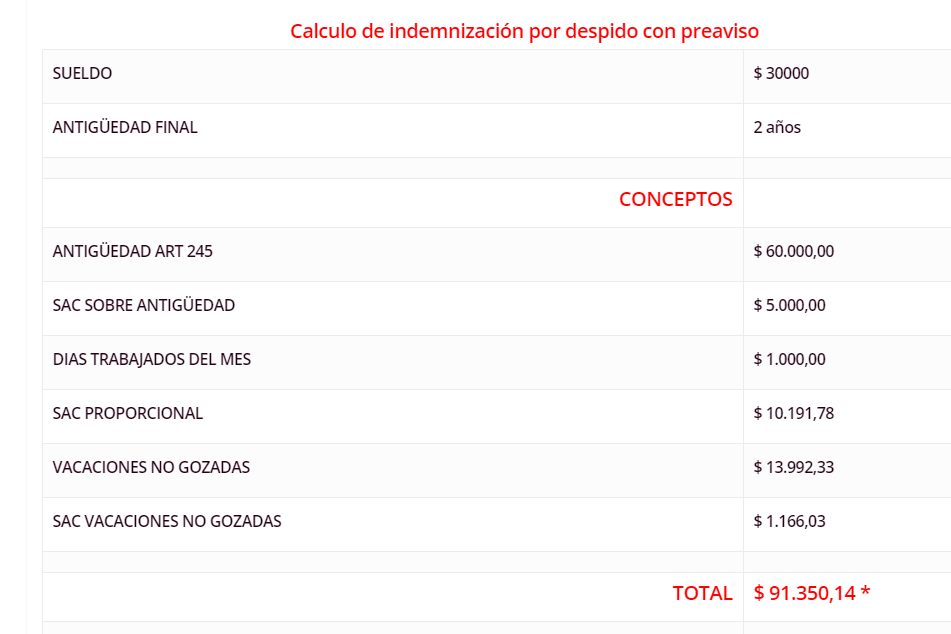 Calculo de indemnización por despido con preaviso
SUELDO $ 30000
ANTIGÜEDAD FINAL 2 años
CONCEPTOS
ANTIGÜEDAD ART 245 $ 60.000,00
SAC SOBRE ANTIGÜEDAD $ 5.000,00
DIAS TRABAJADOS DEL MES $ 1.000,00
SAC PROPORCIONAL $ 10.191,78
VACACIONES NO GOZADAS $ 13.992,33
SAC VACACIONES NO GOZADAS $ 1.166,03
TOTAL $ 91.350,14 *